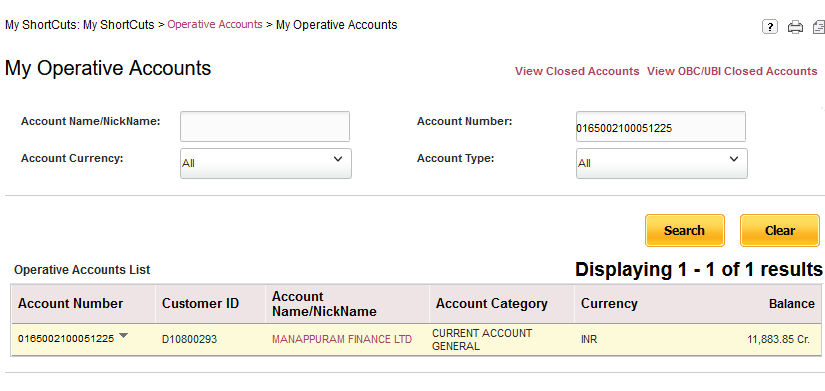 My ShortCuts: My ShortCuts > Operative Accounts > My Operative Accounts
?
My Operative Accounts
View Closed Accounts View OBC/UBI Closed Accounts
Account Name/NickName: Account Number: 0165002100051225
Account Currency: All Account Type: All
Search Clear
Operative Accounts List Displaying 1 - 1 of 1 results
Account Number Customer ID Account Name/NickName Account Category Currency Balance
0165002100051225 D10800293 MANAPPURAM FINANCE LTD CURRENT ACCOUNT GENERAL INR 11,883.85 Cr.